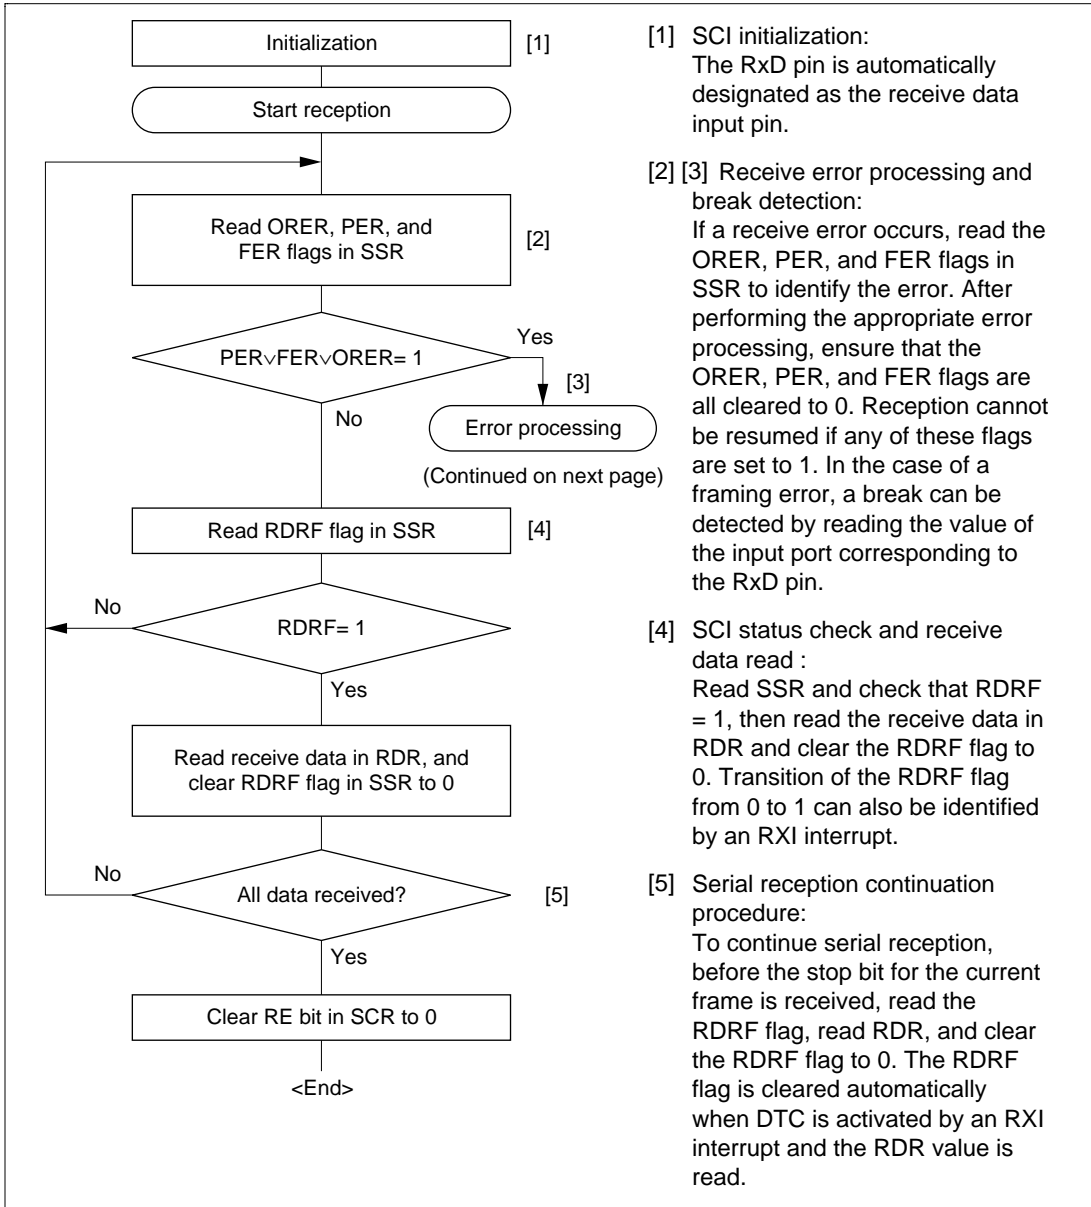 Initialization
[1]
Start reception
Read ORER, PER, and
FER flags in SSR
[2]
PER∨FER∨ORER= 1
Yes
[3]
No
Error processing
(Continued on next page)
Read RDRF flag in SSR
[4]
No
RDRF= 1
Yes
Read receive data in RDR, and
clear RDRF flag in SSR to 0
No
All data received?
[5]
Yes
Clear RE bit in SCR to 0
<End>
[1] SCI initialization:
The RxD pin is automatically
designated as the receive data
input pin.
[2] [3] Receive error processing and
break detection:
If a receive error occurs, read the
ORER, PER, and FER flags in
SSR to identify the error. After
performing the appropriate error
processing, ensure that the
ORER, PER, and FER flags are
all cleared to 0. Reception cannot
be resumed if any of these flags
are set to 1. In the case of a
framing error, a break can be
detected by reading the value of
the input port corresponding to
the RxD pin.
[4] SCI status check and receive
data read :
Read SSR and check that RDRF
= 1, then read the receive data in
RDR and clear the RDRF flag to
0. Transition of the RDRF flag
from 0 to 1 can also be identified
by an RXI interrupt.
[5] Serial reception continuation
procedure:
To continue serial reception,
before the stop bit for the current
frame is received, read the
RDRF flag, read RDR, and clear
the RDRF flag to 0. The RDRF
flag is cleared automatically
when DTC is activated by an RXI
interrupt and the RDR value is
read.